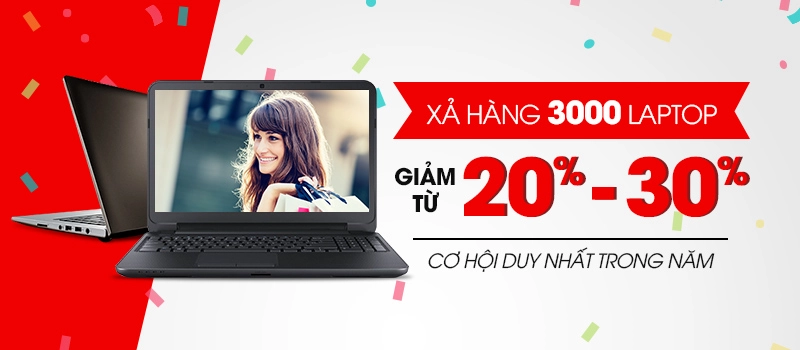 XẢ HÀNG 3000 LAPTOP
GIẢM TỪ 20% - 30%
CƠ HỘI DUY NHẤT TRONG NĂM